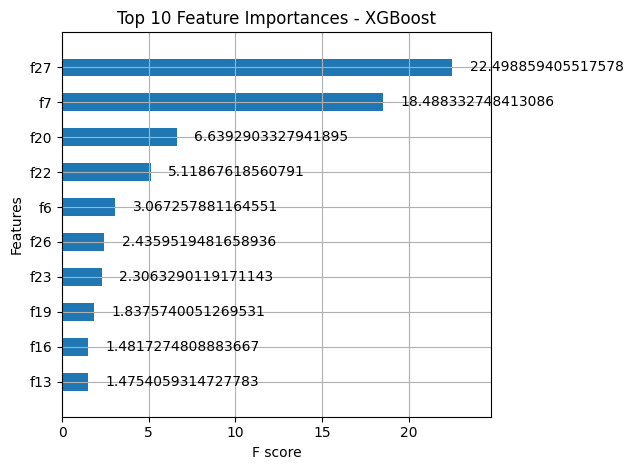 Top 10 Feature Importances - XGBoost
f27 22.498859405517578
f7 18.488332748413086
f20 6.6392903327941895
f22 5.11867618560791
f6 3.067257881164551
f26 2.4359519481658936
f23 2.3063290119171143
f19 1.8375740051269531
f16 1.4817274808883667
f13 1.4754059314727783
Features
0 5 10 15 20
F score